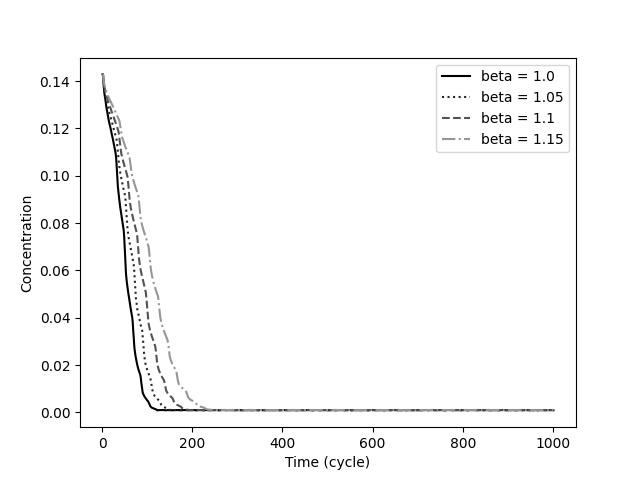 beta = 1.0
beta = 1.05
beta = 1.1
beta = 1.15
Concentration
0.14
0.12
0.10
0.08
0.06
0.04
0.02
0.00
0 200 400 600 800 1000
Time (cycle)